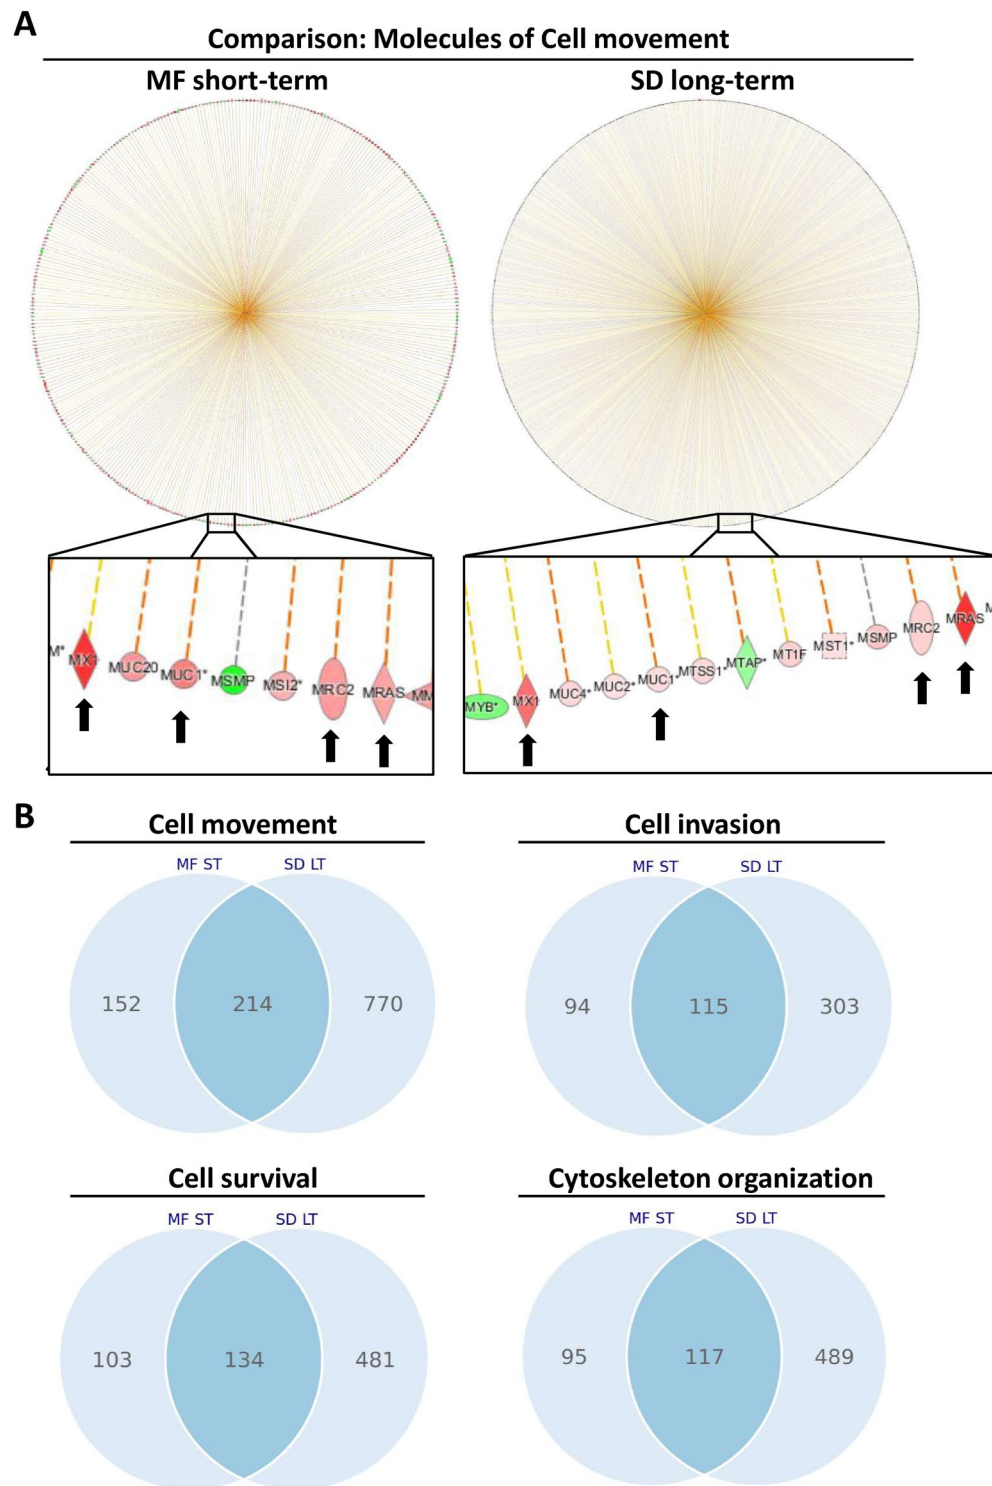 A
Comparison: Molecules of Cell movement
MF short-term SD long-term
M* MX1 MUC20 MUC1* MSMP MSI2* MRC2 MRAS MM
MYB* MX1 MUC4* MUC2* MUC1* MTSS1* MTAP* MT1F MST1* MSMP MRC2 MRAS M
B
Cell movement Cell invasion
MF ST SD LT MF ST SD LT
152 214 770 94 115 303
Cell survival Cytoskeleton organization
MF ST SD LT MF ST SD LT
103 134 481 95 117 489